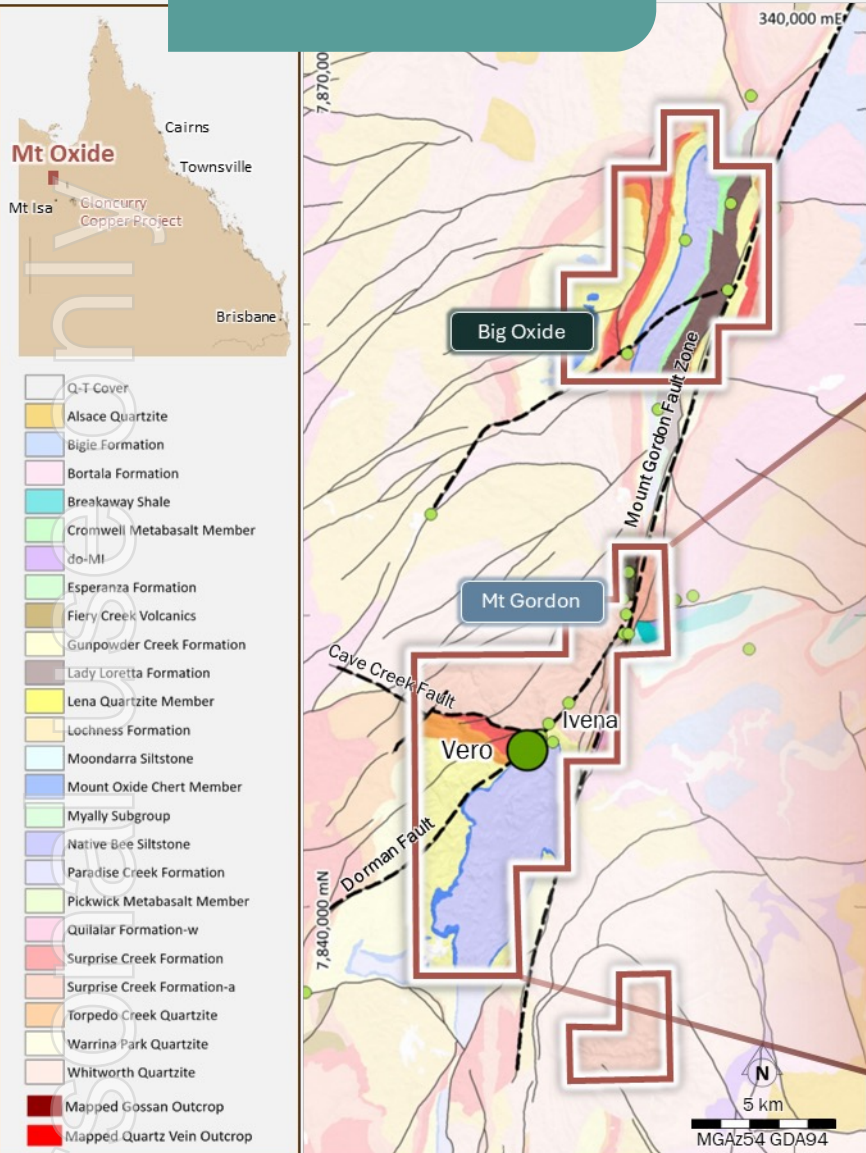 340,000 mE
7,870,00
Cairns
Mt Oxide
Townsville
Mt Isa
Cloncurry
Copper Project
Brisbane
Big Oxide
Mount Gordon Fault Zone
Mt Gordon
Cave Creek Fault
Ivena
Vero
Dorman Fault
7,840,000 mN
Q-T Cover
Alsace Quartzite
Bigie Formation
Bortala Formation
Breakaway Shale
Cromwell Metabasalt Member
do-MI
Esperanza Formation
Fiery Creek Volcanics
Gunpowder Creek Formation
Lady Loretta Formation
Lena Quartzite Member
Lochness Formation
Moondarra Siltstone
Mount Oxide Chert Member
Myally Subgroup
Native Bee Siltstone
Paradise Creek Formation
Pickwick Metabasalt Member
Quilalar Formation-w
Surprise Creek Formation
Surprise Creek Formation-a
Torpedo Creek Quartzite
Warrina Park Quartzite
Whitworth Quartzite
Mapped Gossan Outcrop
Mapped Quartz Vein Outcrop
N
5 km
MGAz54 GDA94
sonal use only